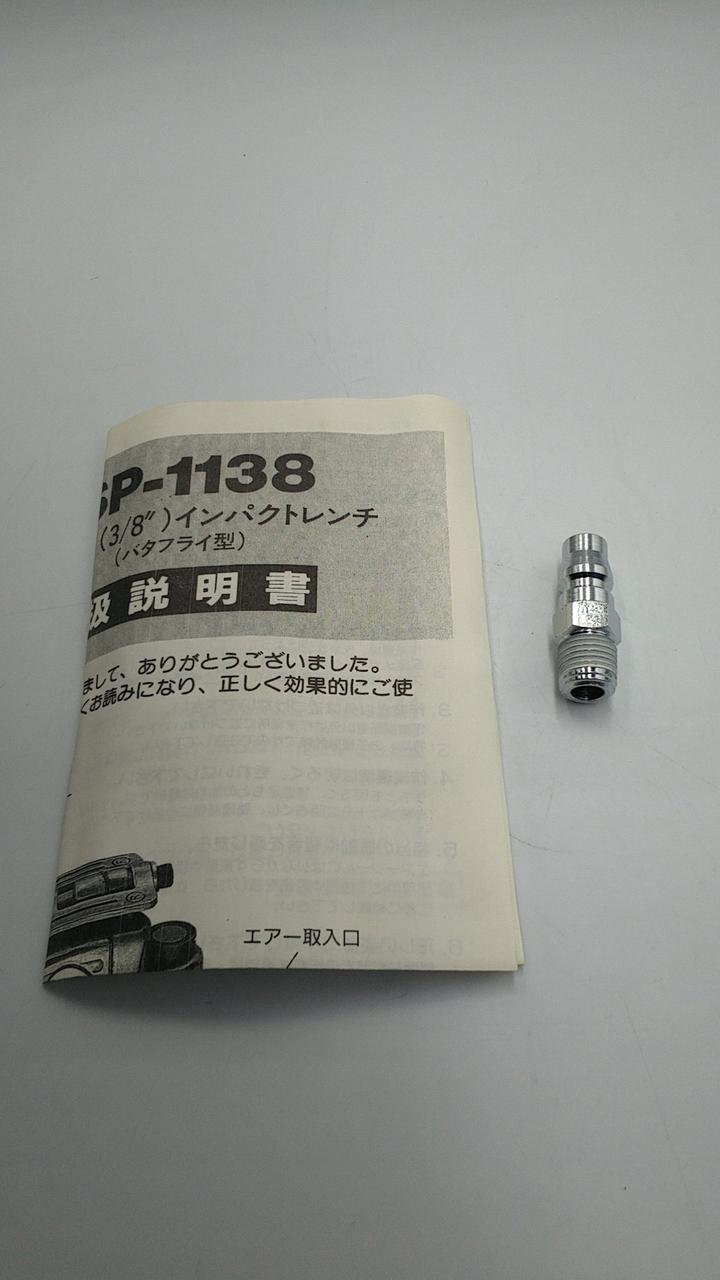 SP-1138
(3/8")インパクトレンチ
(バタフライ型)
扱説明書
まして、ありがとうございました。
くお読みになり、正しく効果的にご使
エアー取入口